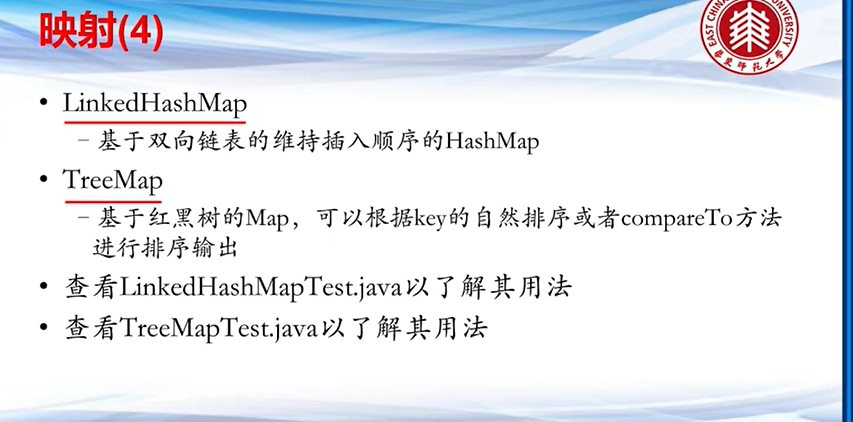 映射(4)
EAST CHINA
UNIVERSITY
华东师范大学
• LinkedHashMap
– 基于双向链表的维持插入顺序的HashMap
• TreeMap
– 基于红黑树的Map，可以根据key的自然排序或者compareTo方法
进行排序输出
• 查看LinkedHashMapTest.java以了解其用法
• 查看TreeMapTest.java以了解其用法